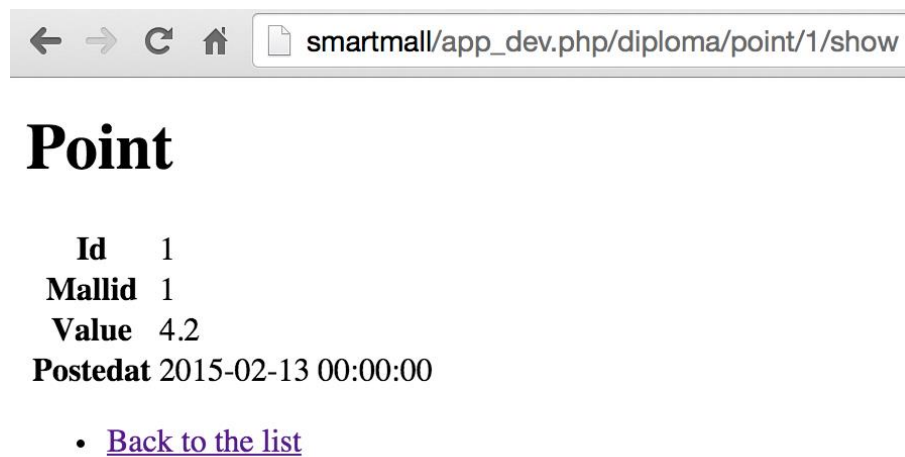 smartmall/app_dev.php/diploma/point/1/show
Point
Id 1
Mallid 1
Value 4.2
Postedat 2015-02-13 00:00:00
• Back to the list